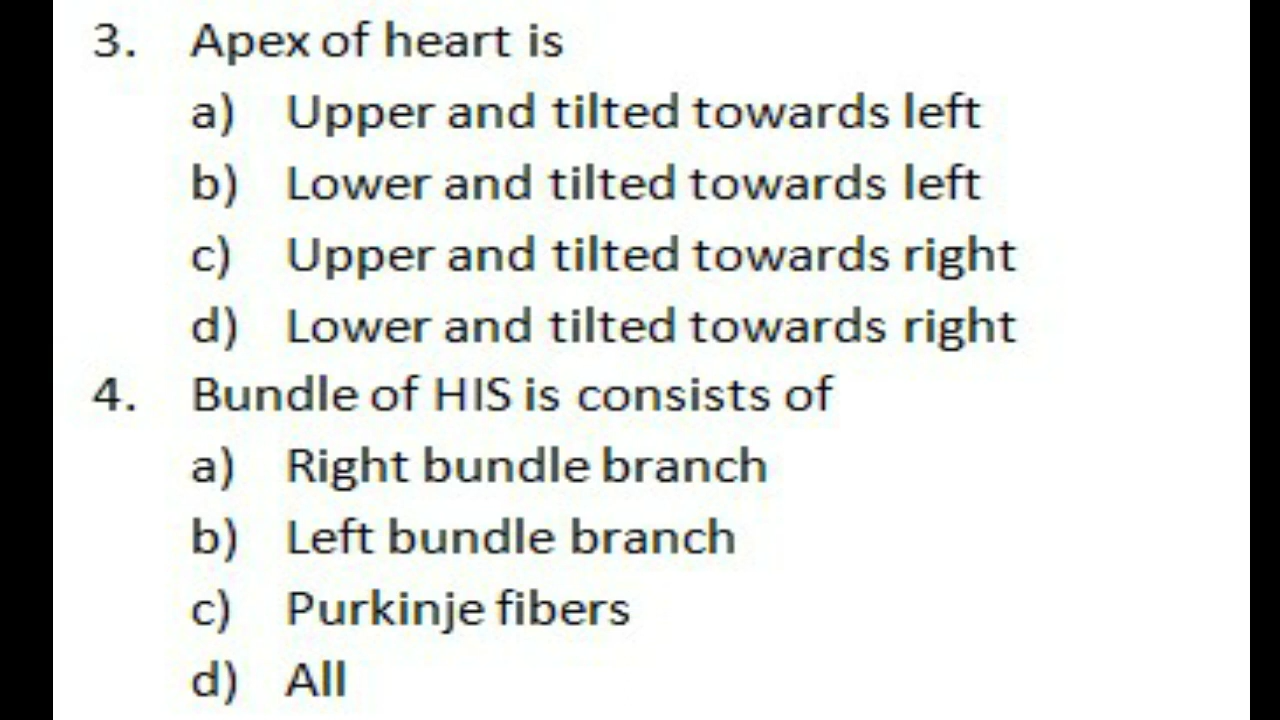 3. Apex of heart is
a) Upper and tilted towards left
b) Lower and tilted towards left
c) Upper and tilted towards right
d) Lower and tilted towards right
4. Bundle of HIS is consists of
a) Right bundle branch
b) Left bundle branch
c) Purkinje fibers
d) All